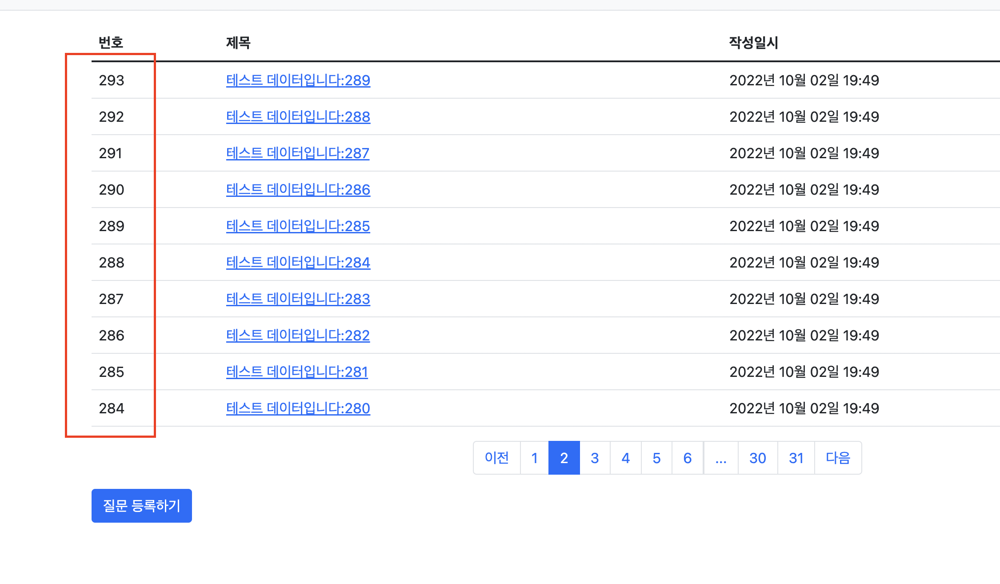 번호 제목 작성일시
293 테스트 데이터입니다:289 2022년 10월 02일 19:49
292 테스트 데이터입니다:288 2022년 10월 02일 19:49
291 테스트 데이터입니다:287 2022년 10월 02일 19:49
290 테스트 데이터입니다:286 2022년 10월 02일 19:49
289 테스트 데이터입니다:285 2022년 10월 02일 19:49
288 테스트 데이터입니다:284 2022년 10월 02일 19:49
287 테스트 데이터입니다:283 2022년 10월 02일 19:49
286 테스트 데이터입니다:282 2022년 10월 02일 19:49
285 테스트 데이터입니다:281 2022년 10월 02일 19:49
284 테스트 데이터입니다:280 2022년 10월 02일 19:49
이전 1 2 3 4 5 6 ... 30 31 다음
질문 등록하기